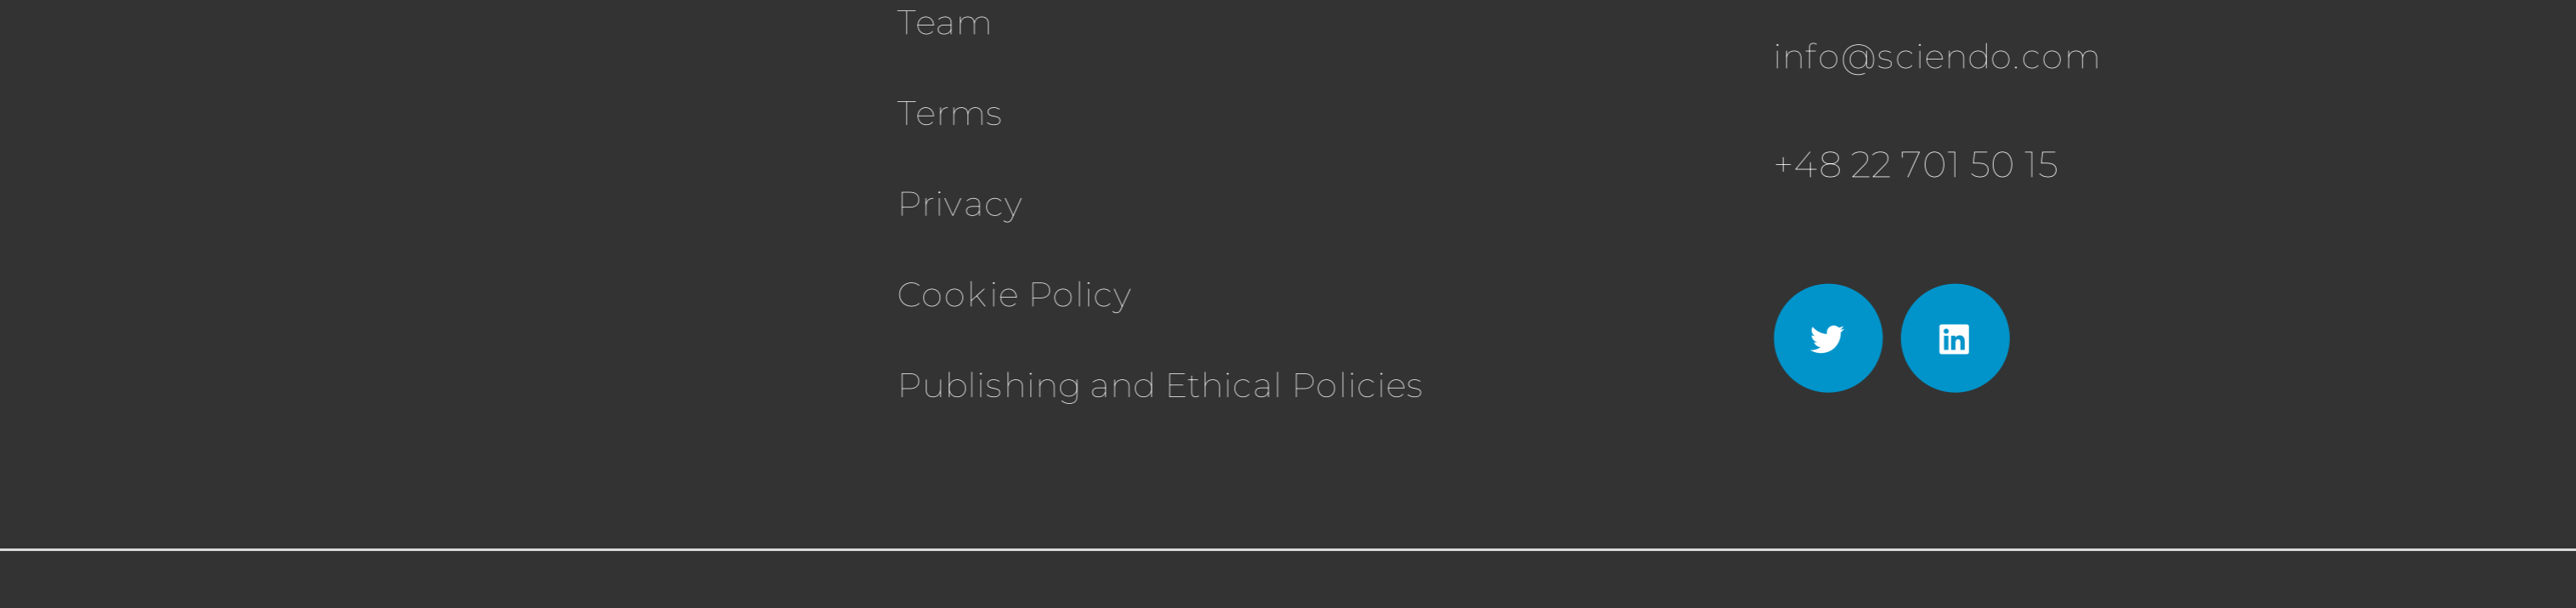 Team
Terms
Privacy
Cookie Policy
Publishing and Ethical Policies
info@sciendo.com
+48 22 701 50 15